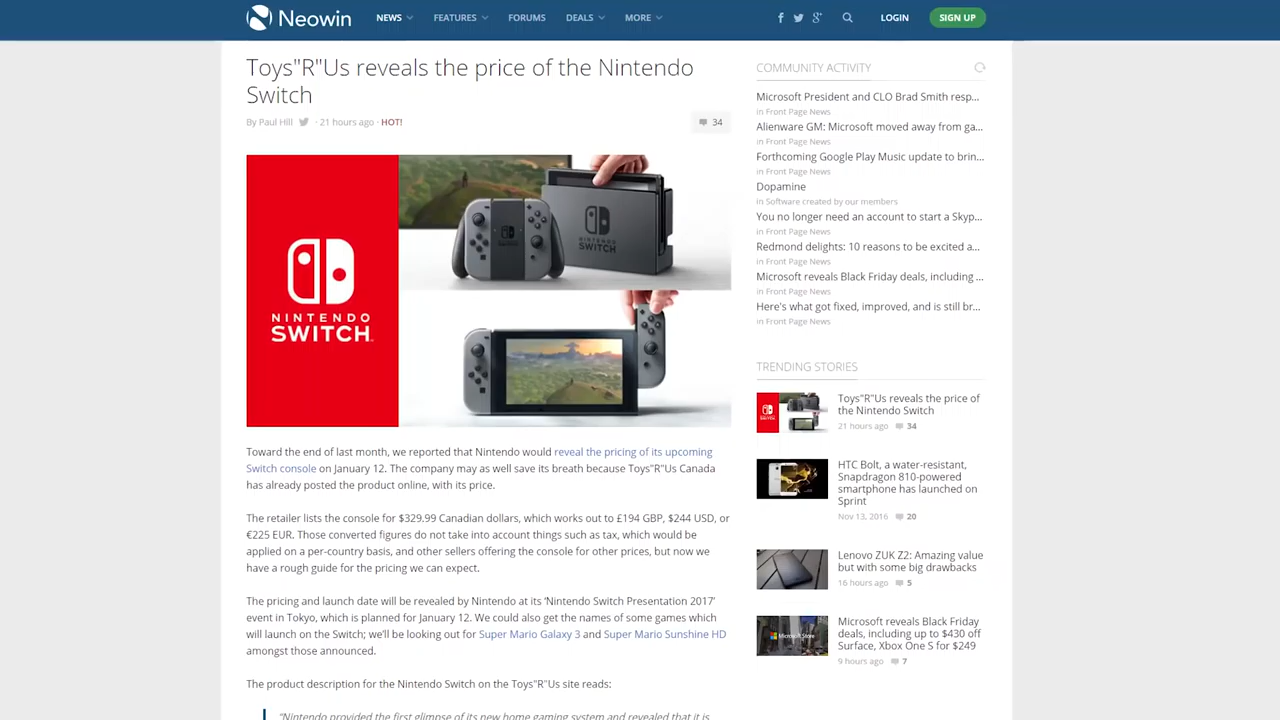 Neowin
NEWS
FEATURES
FORUMS
DEALS
MORE
LOGIN
SIGN UP
Toys"R"Us reveals the price of the Nintendo
Switch
By Paul Hill · 21 hours ago · HOT!
34
NINTENDO
SWITCH
NINTENDO
SWITCH
Toward the end of last month, we reported that Nintendo would reveal the pricing of its upcoming
Switch console on January 12. The company may as well save its breath because Toys"R"Us Canada
has already posted the product online, with its price.
The retailer lists the console for $329.99 Canadian dollars, which works out to £194 GBP, $244 USD, or
€225 EUR. Those converted figures do not take into account things such as tax, which would be
applied on a per-country basis, and other sellers offering the console for other prices, but now we
have a rough guide for the pricing we can expect.
The pricing and launch date will be revealed by Nintendo at its ‘Nintendo Switch Presentation 2017’
event in Tokyo, which is planned for January 12. We could also get the names of some games which
will launch on the Switch; we'll be looking out for Super Mario Galaxy 3 and Super Mario Sunshine HD
amongst those announced.
The product description for the Nintendo Switch on the Toys"R"Us site reads:
"Nintendo provided the first glimpse of its new home gaming system and revealed that it is
COMMUNITY ACTIVITY
Microsoft President and CLO Brad Smith resp...
in Front Page News
Alienware GM: Microsoft moved away from ga...
in Front Page News
Forthcoming Google Play Music update to brin...
in Front Page News
Dopamine
in Software created by our members
You no longer need an account to start a Skyp...
in Front Page News
Redmond delights: 10 reasons to be excited a...
in Front Page News
Microsoft reveals Black Friday deals, including ...
in Front Page News
Here's what got fixed, improved, and is still br...
in Front Page News
TRENDING STORIES
Toys"R"Us reveals the price of
the Nintendo Switch
21 hours ago 34
HTC Bolt, a water-resistant,
Snapdragon 810-powered
smartphone has launched on
Sprint
Nov 13, 2016 20
Lenovo ZUK Z2: Amazing value
but with some big drawbacks
16 hours ago 5
Microsoft reveals Black Friday
deals, including up to $430 off
Surface, Xbox One S for $249
9 hours ago 7